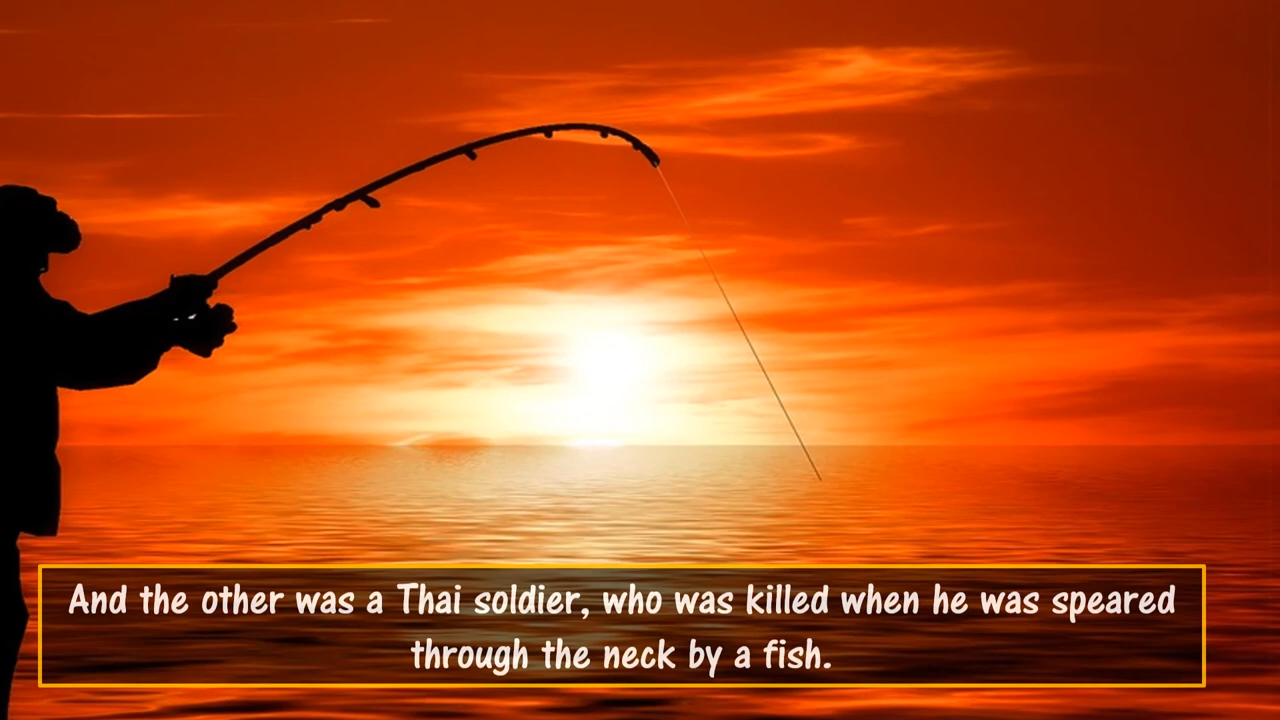 And the other was a Thai soldier, who was killed when he was speared
through the neck by a fish.